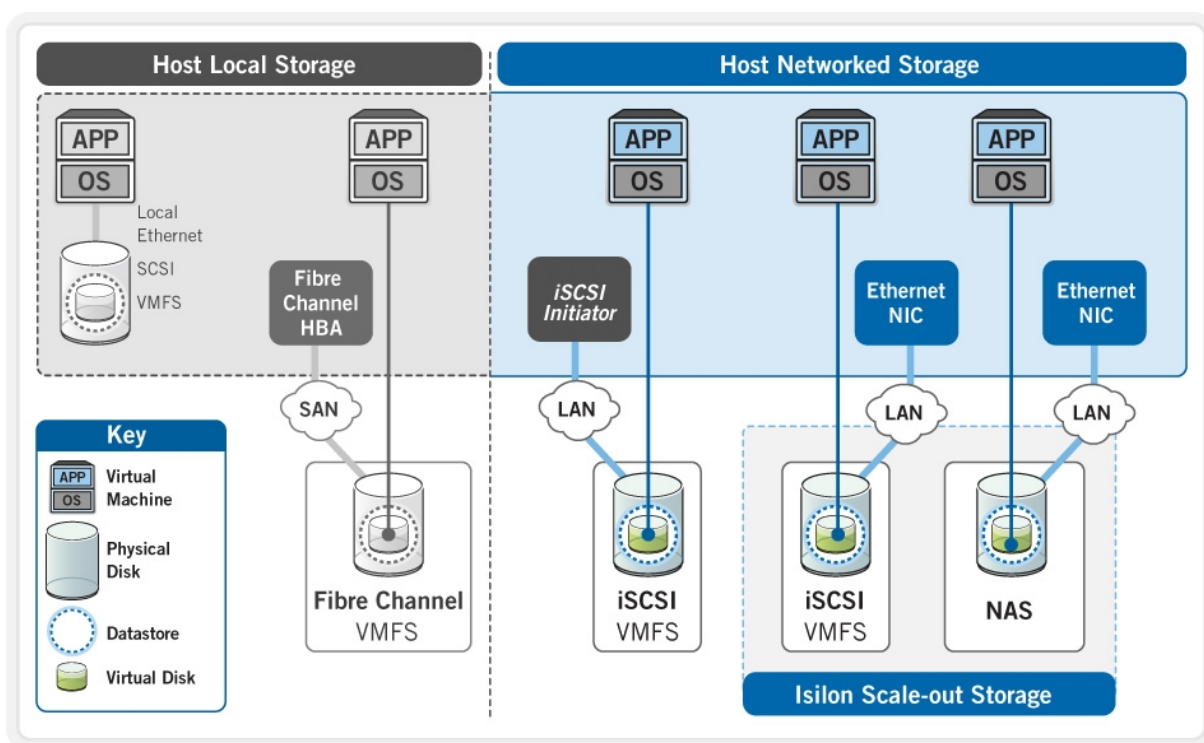 Host Local Storage
Host Networked Storage
APP
OS
APP
OS
APP
OS
APP
OS
APP
OS
Local
Ethernet
SCSI
VMFS
Fibre
Channel
HBA
iSCSI
Initiator
Ethernet
NIC
Ethernet
NIC
SAN
LAN
LAN
LAN
Key
APP
OS
Virtual
Machine
Physical
Disk
Datastore
Virtual Disk
Fibre Channel
VMFS
iSCSI
VMFS
iSCSI
VMFS
NAS
Isilon Scale-out Storage